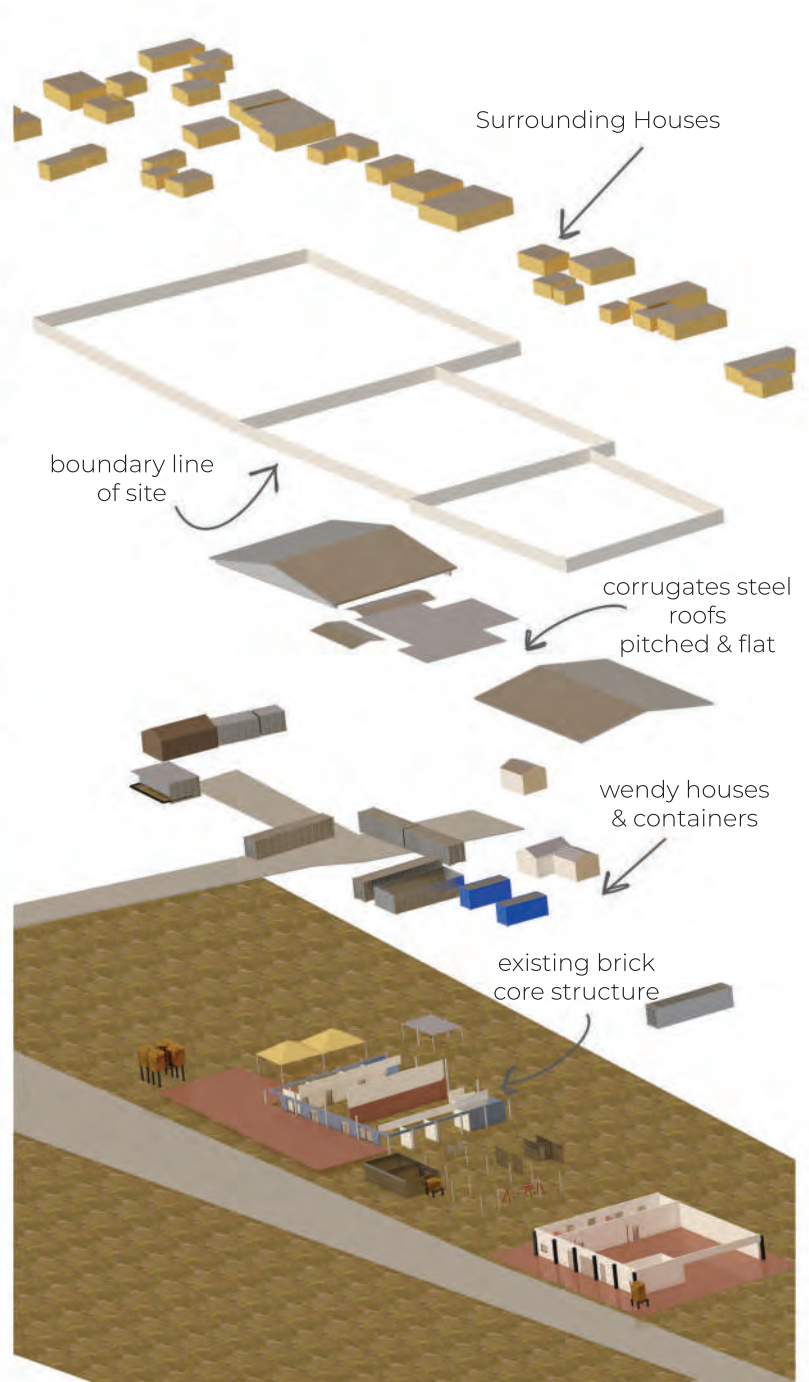 Surrounding Houses
boundary line
of site
corrugates steel
roofs
pitched & flat
wendy houses
& containers
existing brick
core structure